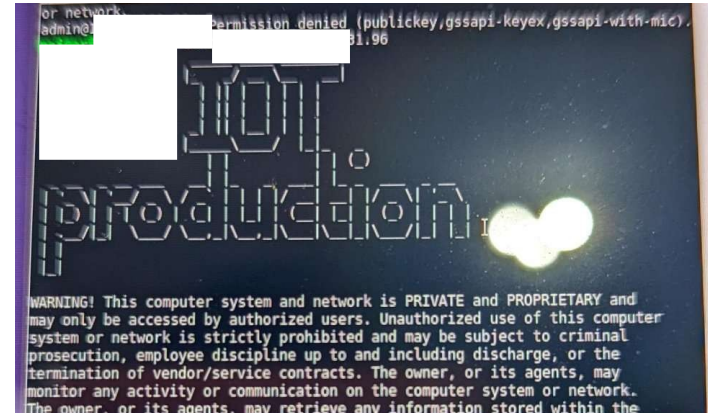 or network.
admin@ Permission denied (publickey,gssapi-keyex,gssapi-with-mic).
31.96
IOT
production
WARNING! This computer system and network is PRIVATE and PROPRIETARY and
may only be accessed by authorized users. Unauthorized use of this computer
system or network is strictly prohibited and may be subject to criminal
prosecution, employee discipline up to and including discharge, or the
termination of vendor/service contracts. The owner, or its agents, may
monitor any activity or communication on the computer system or network.
The owner, or its agents, may retrieve any information stored within the